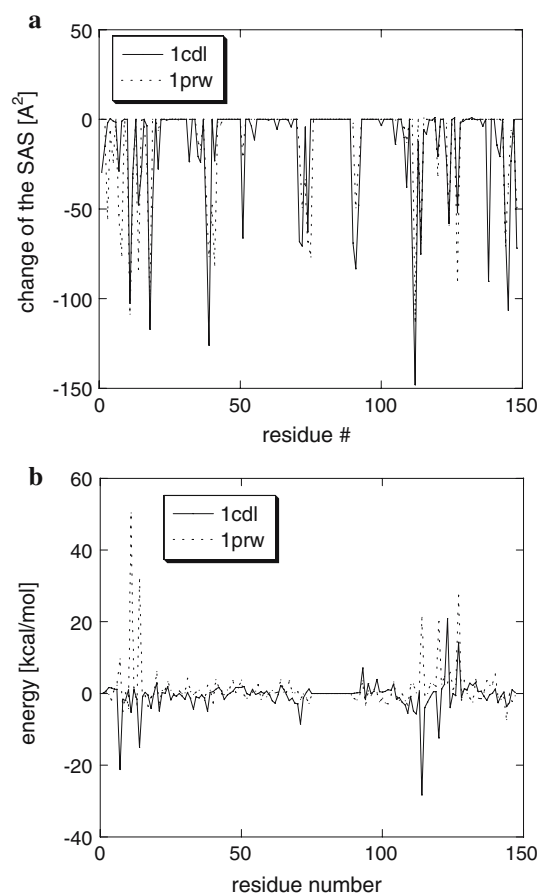 a
50
1cdl
1prw
0
-50
-100
-150
change of the SAS [A²]
0
50
100
150
residue #
b
60
1cdl
1prw
40
20
0
-20
-40
energy [kcal/mol]
0
50
100
150
residue number